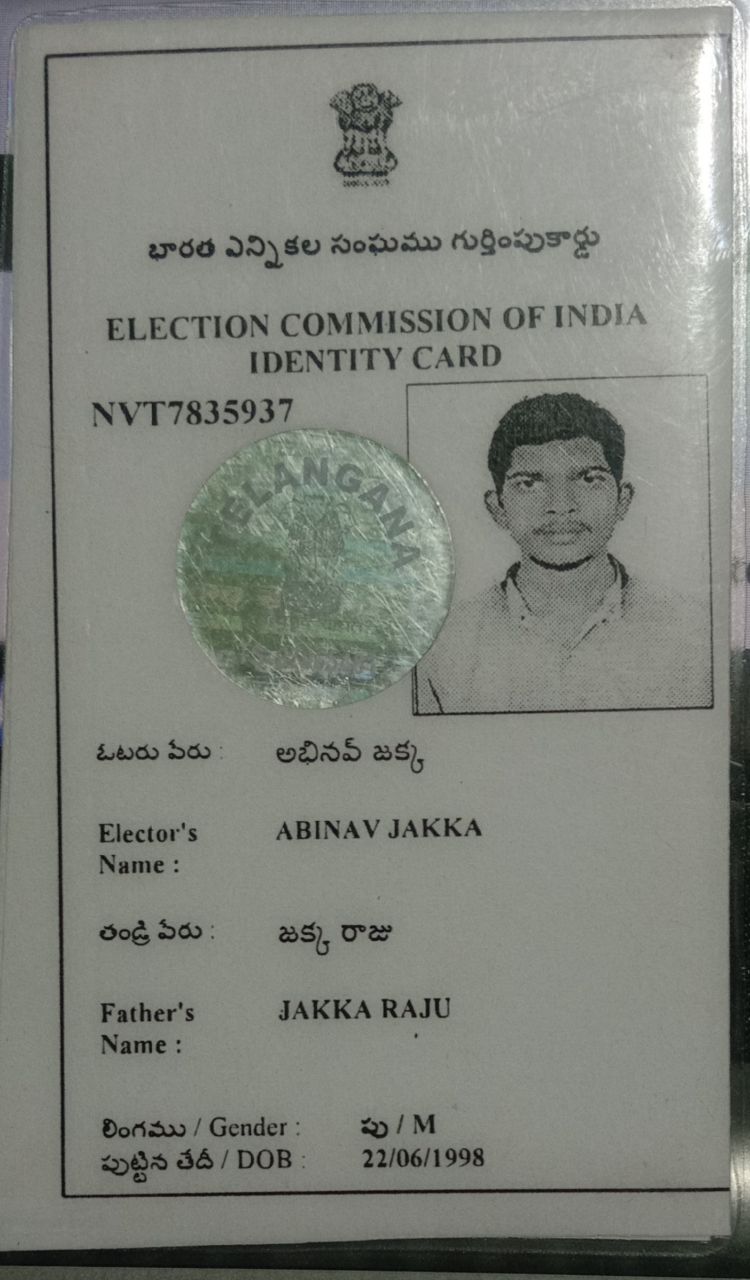 భారత ఎన్నికల సంఘము గుర్తింపుకార్డు
ELECTION COMMISSION OF INDIA
IDENTITY CARD
NVT7835937
TELANGANA
ఓటరు పేరు : అభినవ్ జక్క
Elector's ABINAV JAKKA
Name :
తండ్రి పేరు : జక్క రాజు
Father's JAKKA RAJU
Name :
లింగము / Gender : పు / M
పుట్టిన తేదీ / DOB : 22/06/1998